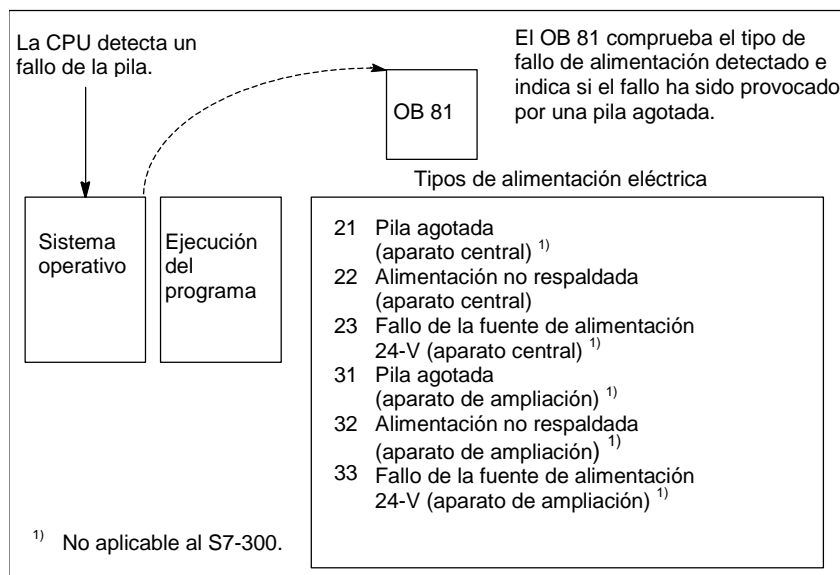 La CPU detecta un
fallo de la pila.
El OB 81 comprueba el tipo de
fallo de alimentación detectado e
indica si el fallo ha sido provocado
por una pila agotada.
OB 81
Tipos de alimentación eléctrica
Sistema
operativo
Ejecución
del
programa
21 Pila agotada
(aparato central) 1)
22 Alimentación no respaldada
(aparato central)
23 Fallo de la fuente de alimentación
24-V (aparato central) 1)
31 Pila agotada
(aparato de ampliación) 1)
32 Alimentación no respaldada
(aparato de ampliación) 1)
33 Fallo de la fuente de alimentación
24-V (aparato de ampliación) 1)
1) No aplicable al S7-300.